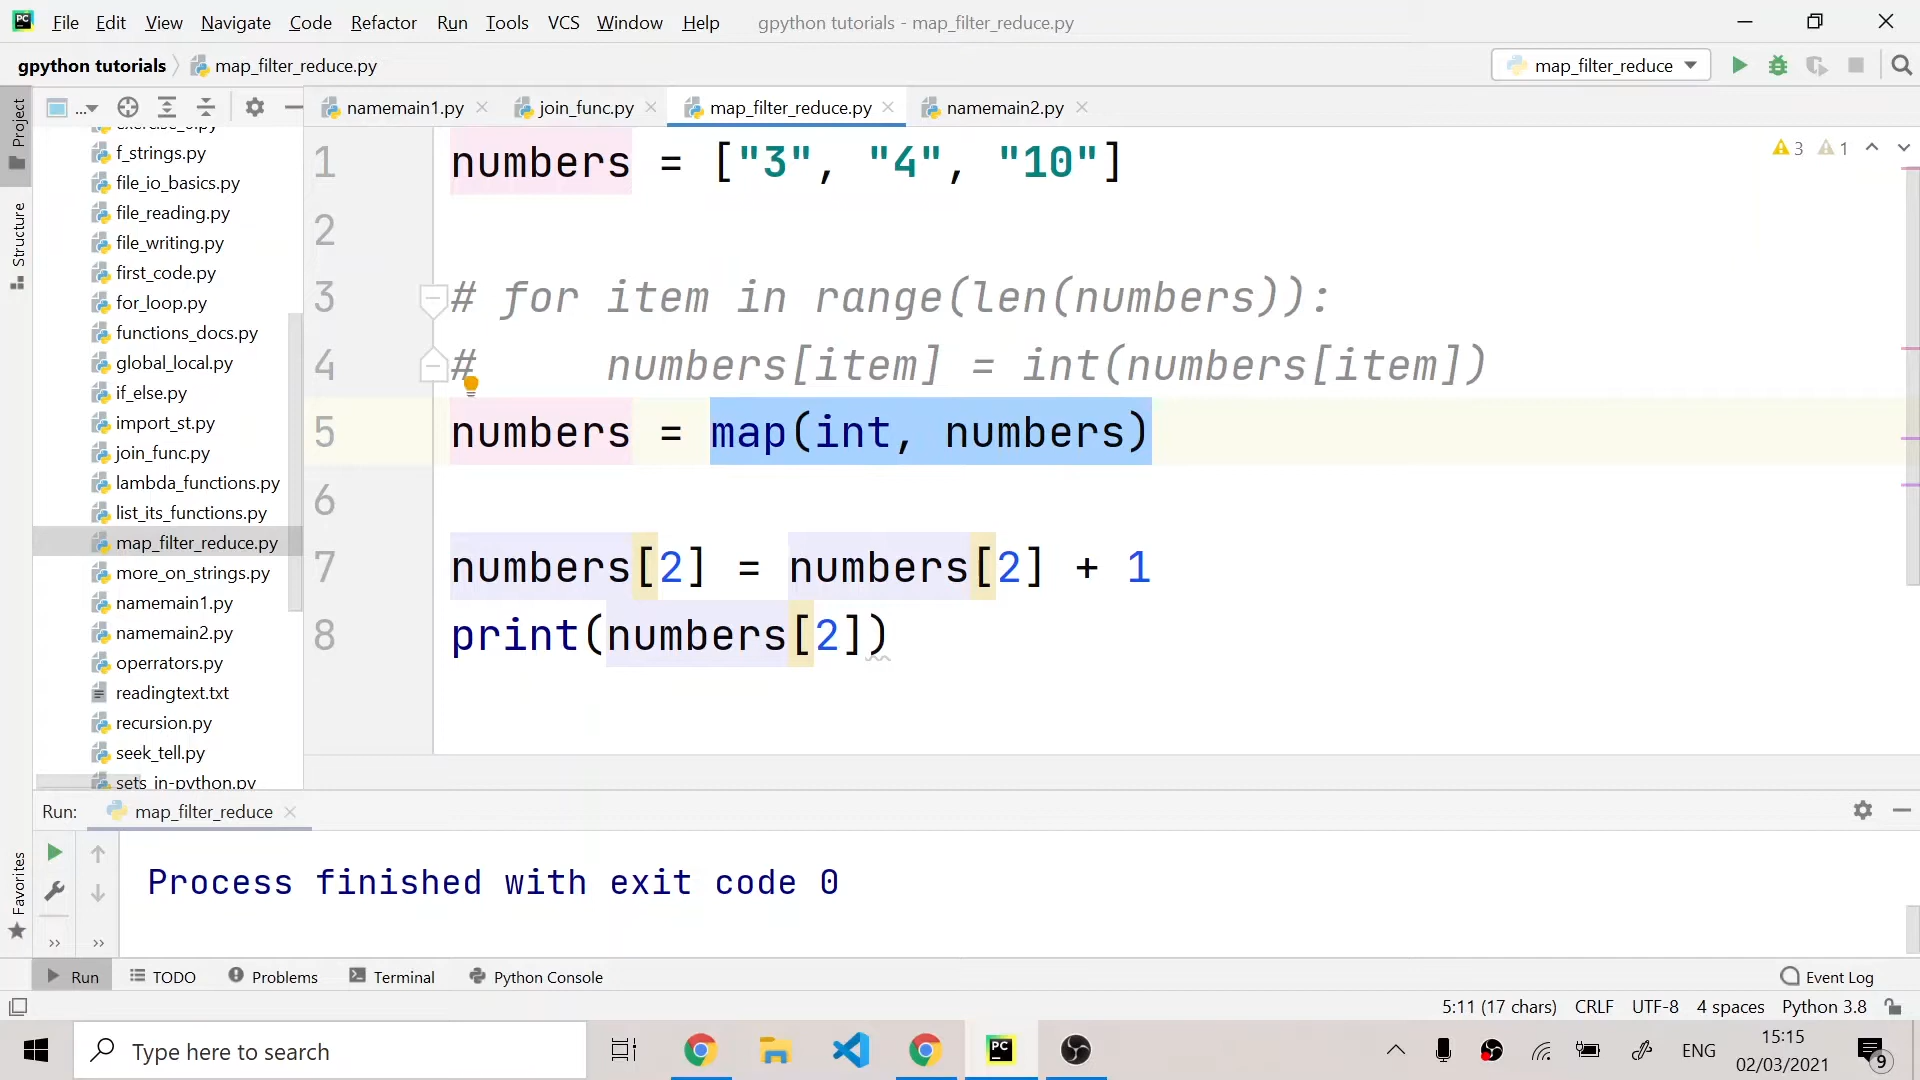 PC File Edit View Navigate Code Refactor Run Tools VCS Window Help gpython tutorials - map_filter_reduce.py
gpython tutorials map_filter_reduce.py map_filter_reduce
Project
Structure
Favorites
... namemain1.py join_func.py map_filter_reduce.py namemain2.py
f_strings.py
file_io_basics.py
file_reading.py
file_writing.py
first_code.py
for_loop.py
functions_docs.py
global_local.py
if_else.py
import_st.py
join_func.py
lambda_functions.py
list_its_functions.py
map_filter_reduce.py
more_on_strings.py
namemain1.py
namemain2.py
operrators.py
readingtext.txt
recursion.py
seek_tell.py
sets_in-python.py
1 numbers = ["3", "4", "10"]
3 1
2
3 # for item in range(len(numbers)):
4 #     numbers[item] = int(numbers[item])
5 numbers = map(int, numbers)
6
7 numbers[2] = numbers[2] + 1
8 print(numbers[2])
Run: map_filter_reduce
Process finished with exit code 0
Run TODO Problems Terminal Python Console Event Log
5:11 (17 chars) CRLF UTF-8 4 spaces Python 3.8
Type here to search
PC
ENG
15:15
02/03/2021
9